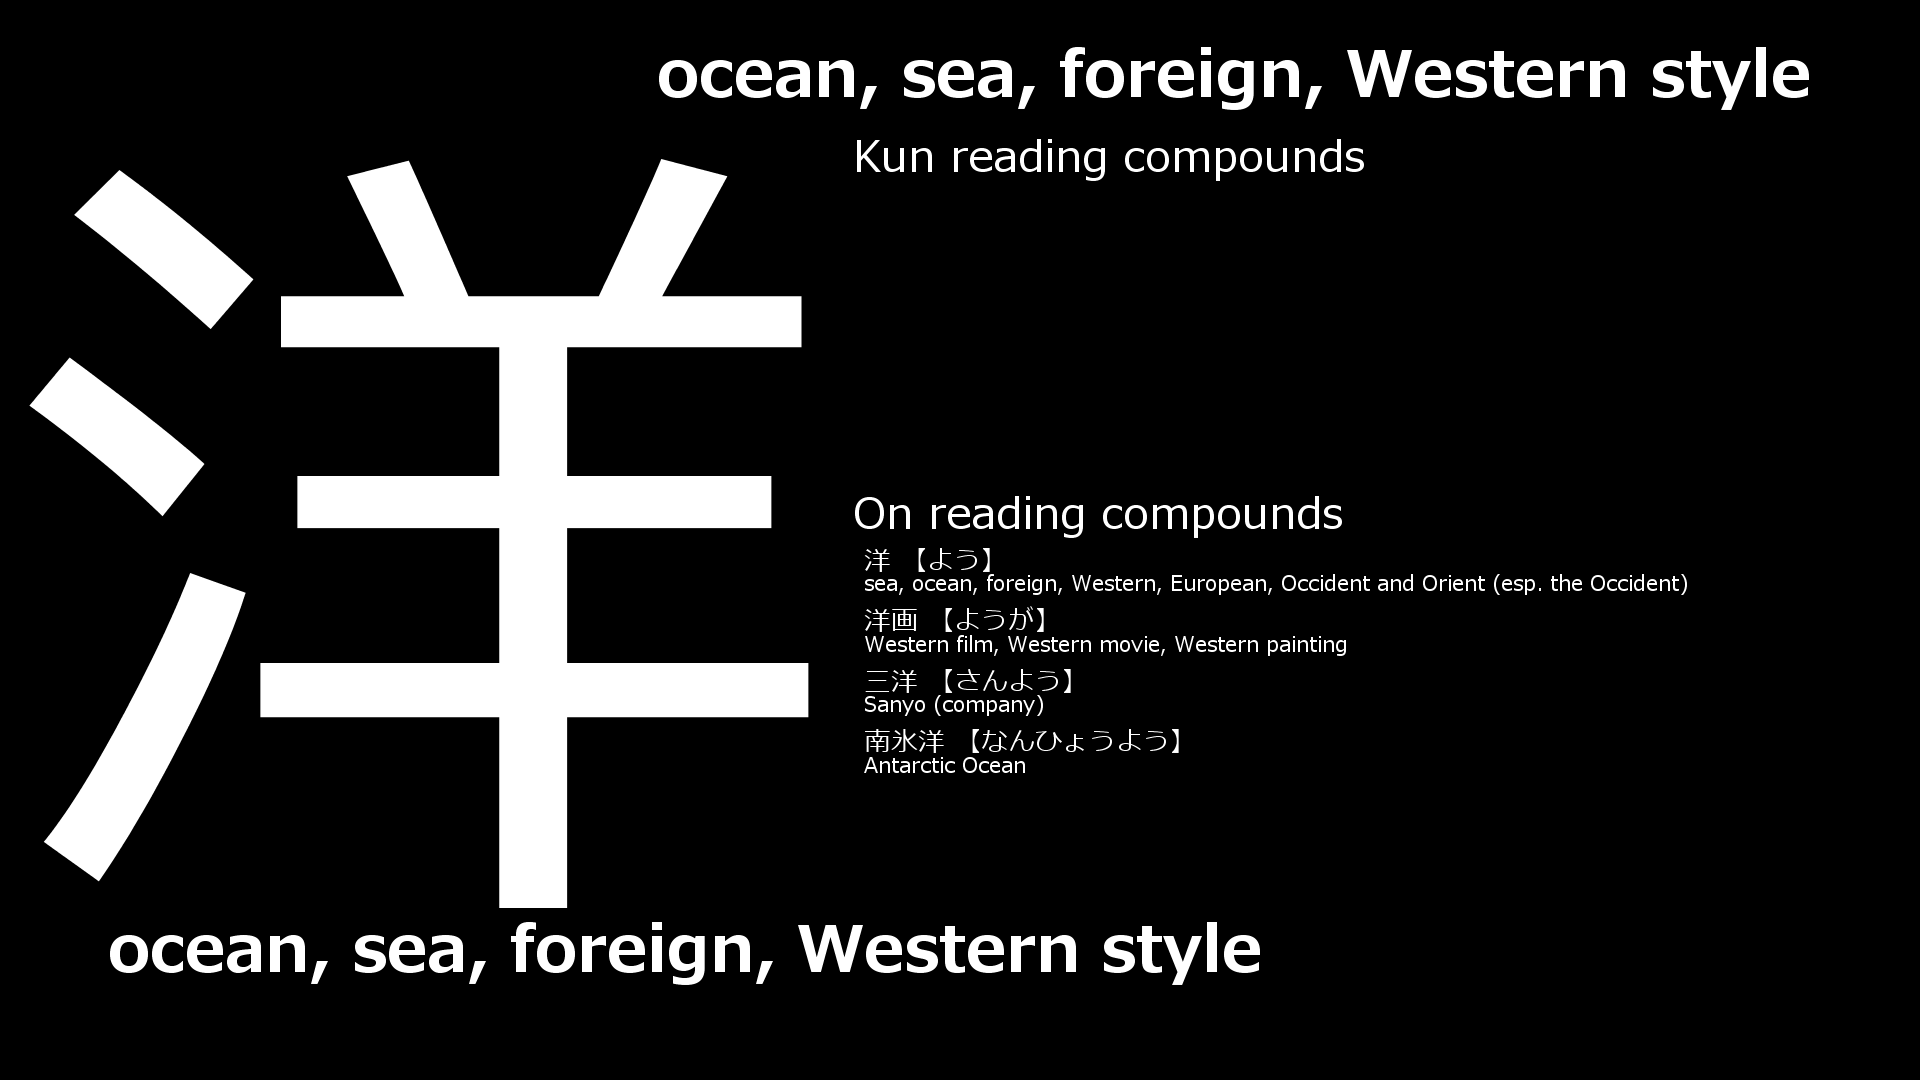 ocean, sea, foreign, Western style
Kun reading compounds
洋
On reading compounds
洋 【よう】
sea, ocean, foreign, Western, European, Occident and Orient (esp. the Occident)
洋画 【ようが】
Western film, Western movie, Western painting
三洋 【さんよう】
Sanyo (company)
南氷洋 【なんひょうよう】
Antarctic Ocean
ocean, sea, foreign, Western style